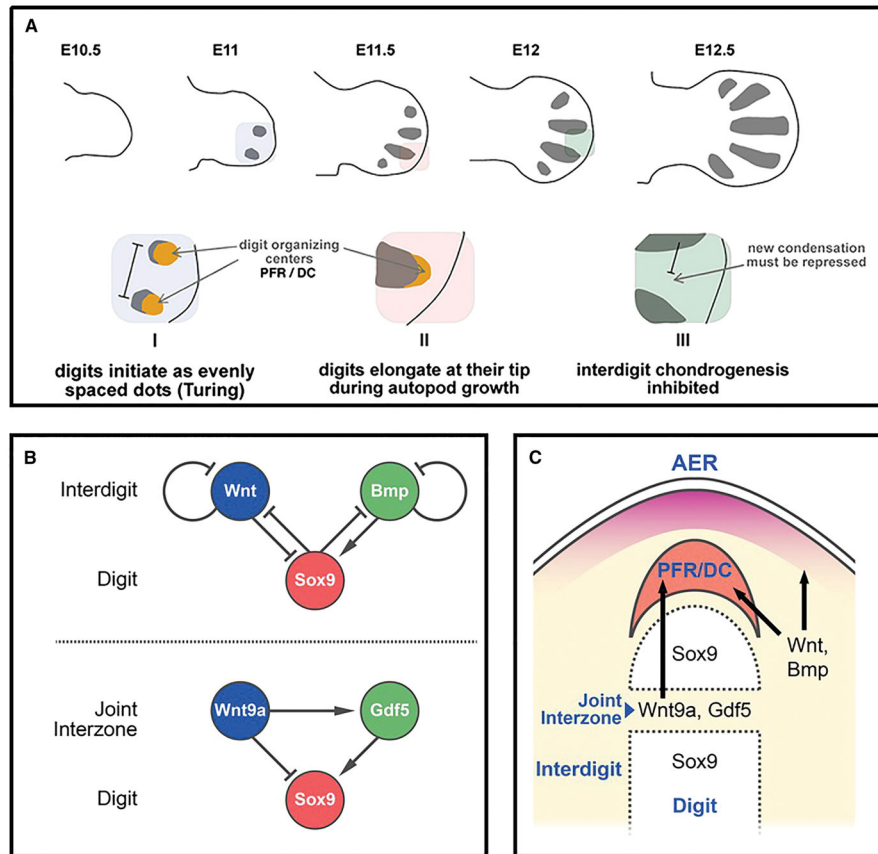 A
E10.5
E11
E11.5
E12
E12.5
digit organizing
centers
PFR / DC
new condensation
must be repressed
I
II
III
digits initiate as evenly
spaced dots (Turing)
digits elongate at their tip
during autopod growth
interdigit chondrogenesis
inhibited
B
Interdigit
Wnt
Bmp
Digit
Sox9
Joint
Interzone
Wnt9a
Gdf5
Digit
Sox9
C
AER
PFR/DC
Wnt,
Bmp
Sox9
Joint
Interzone
Wnt9a, Gdf5
Interdigit
Sox9
Digit